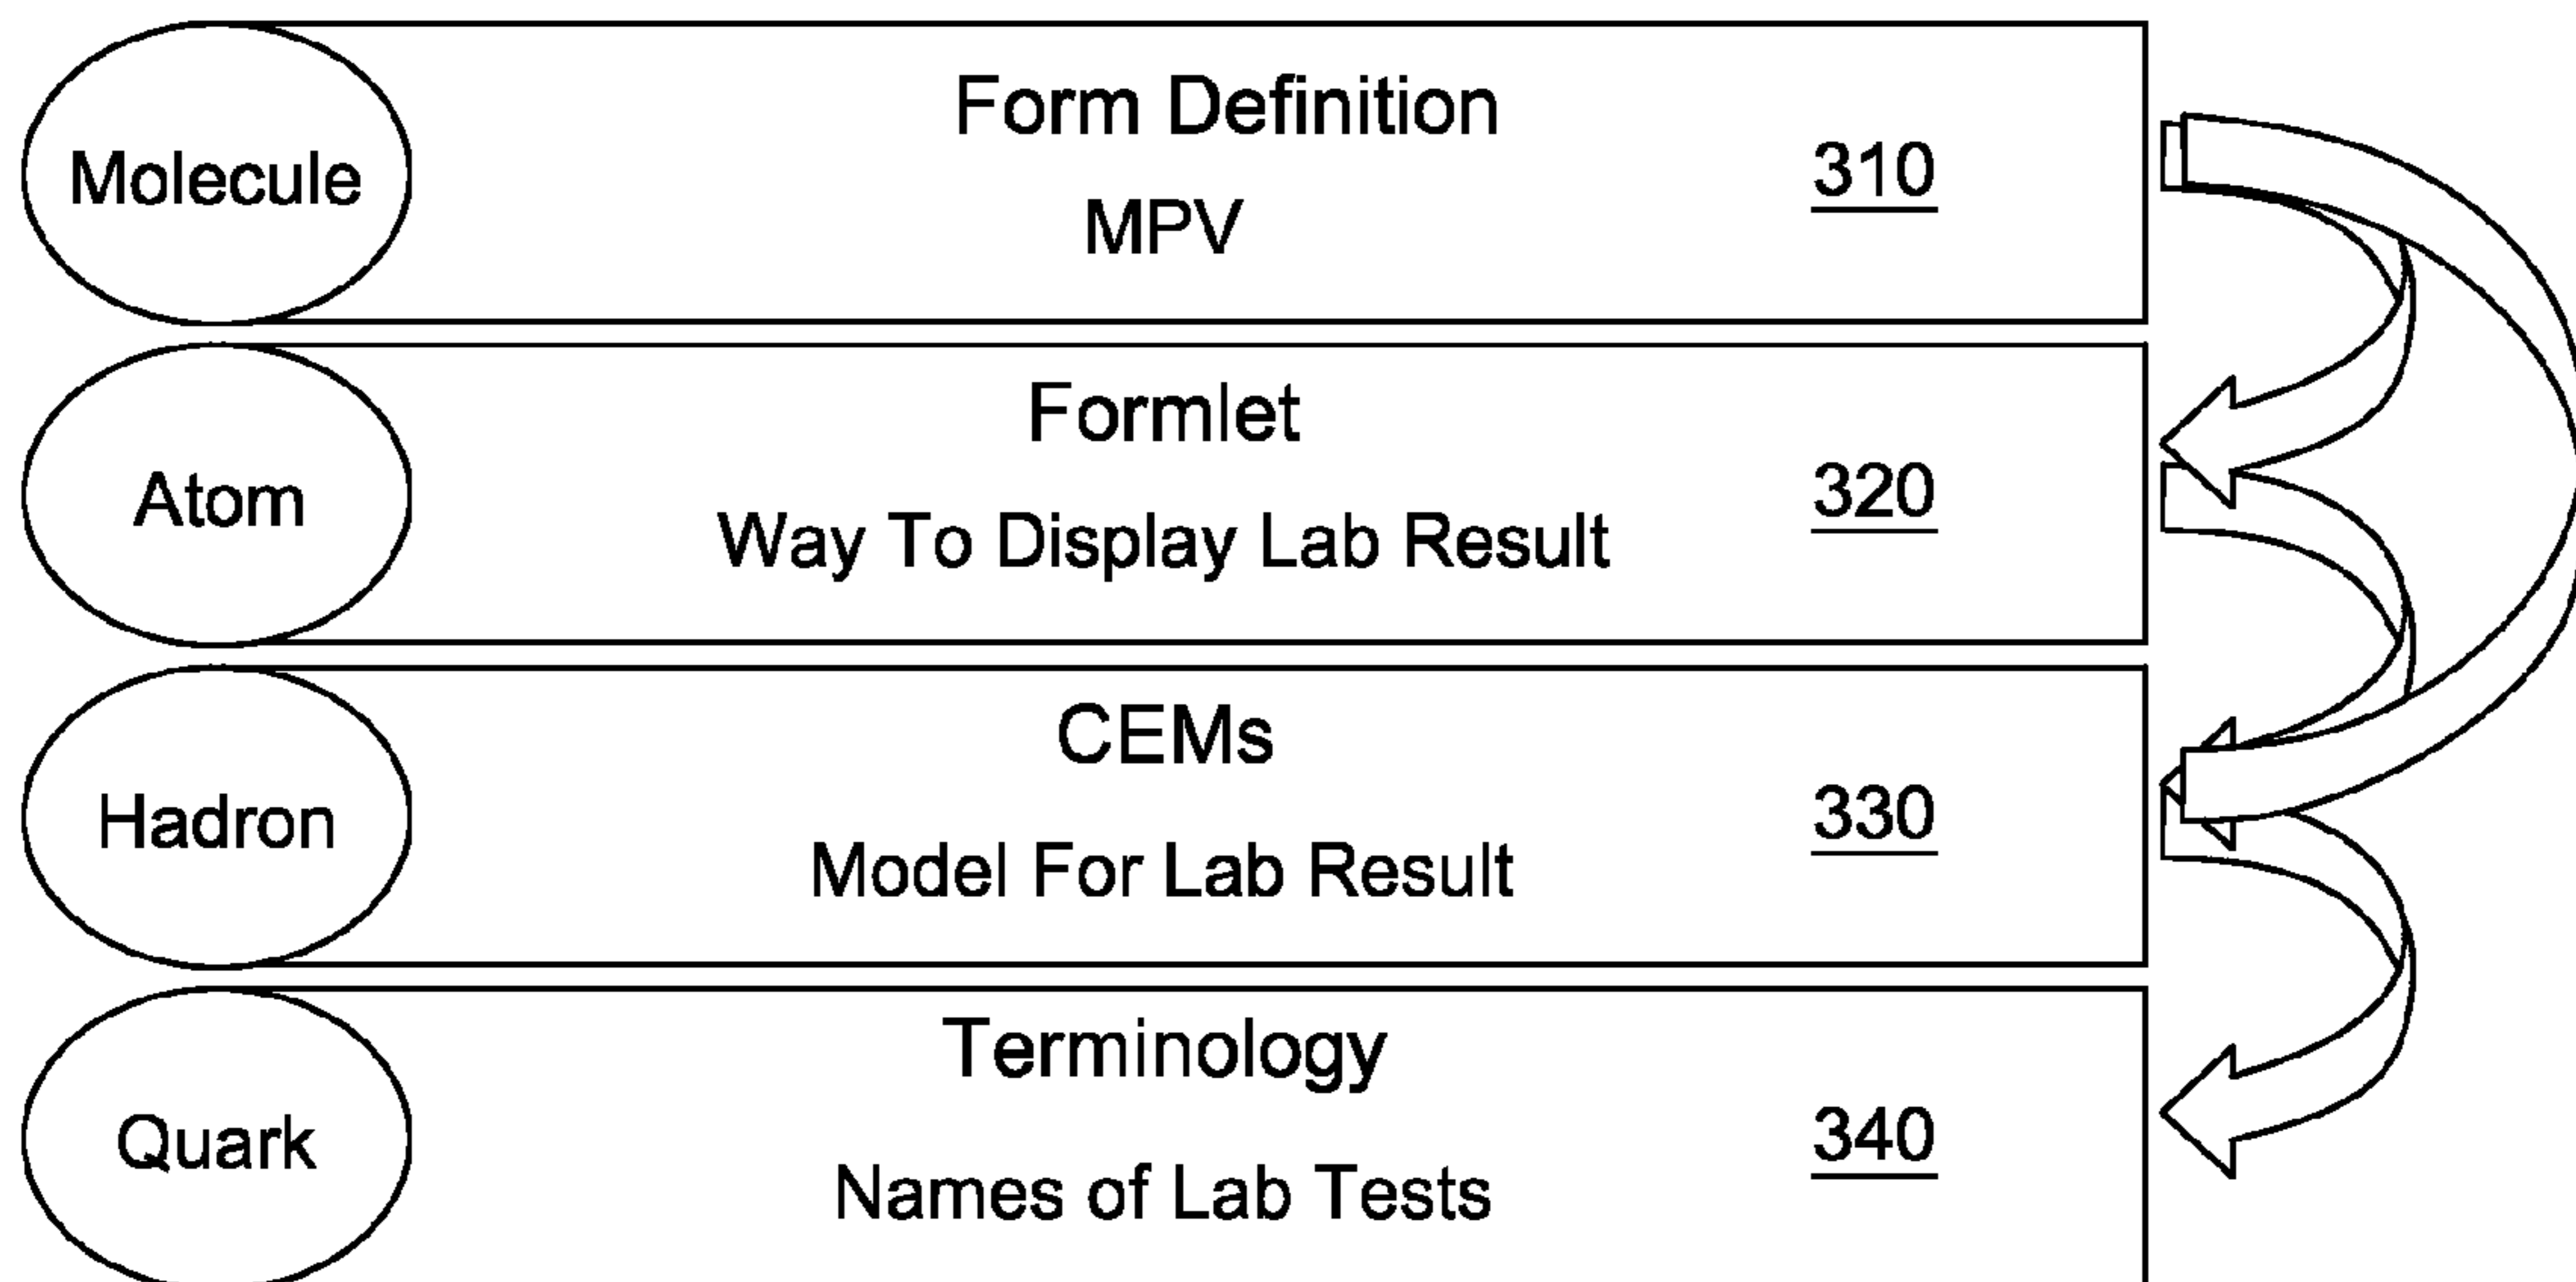 Form Definition
Molecule
310
MPV
Formlet
Atom
320
Way To Display Lab Result
CEMs
Hadron
330
Model For Lab Result
Terminology
Quark
340
Names of Lab Tests